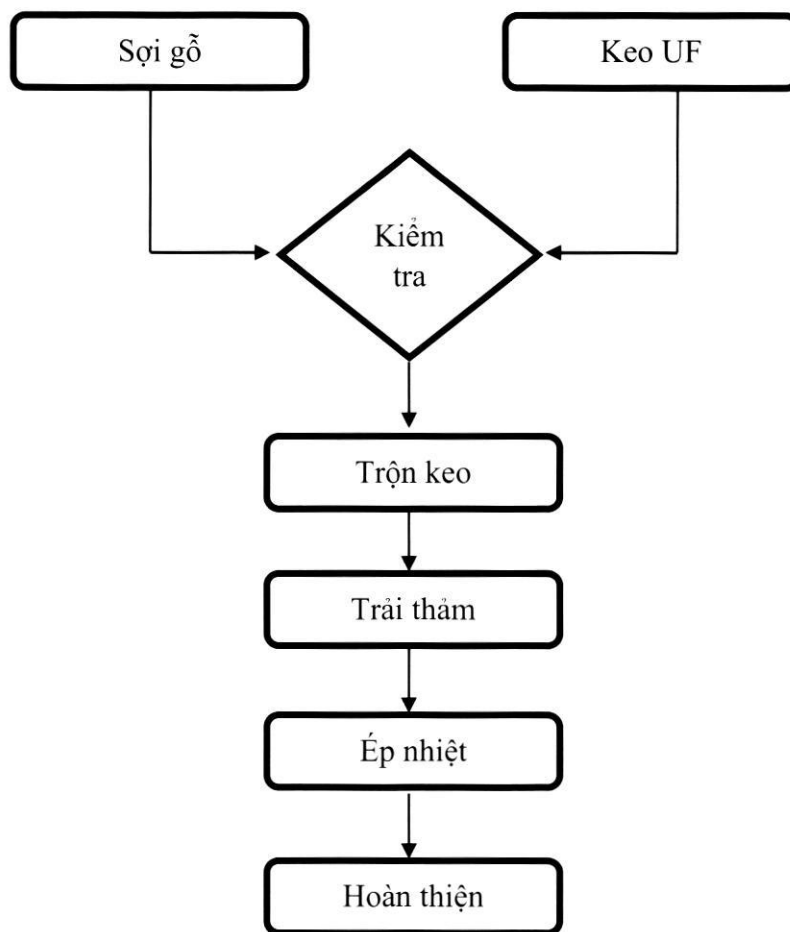 Sợi gỗ
Keo UF
Kiểm
tra
Trộn keo
Trải thảm
Ép nhiệt
Hoàn thiện